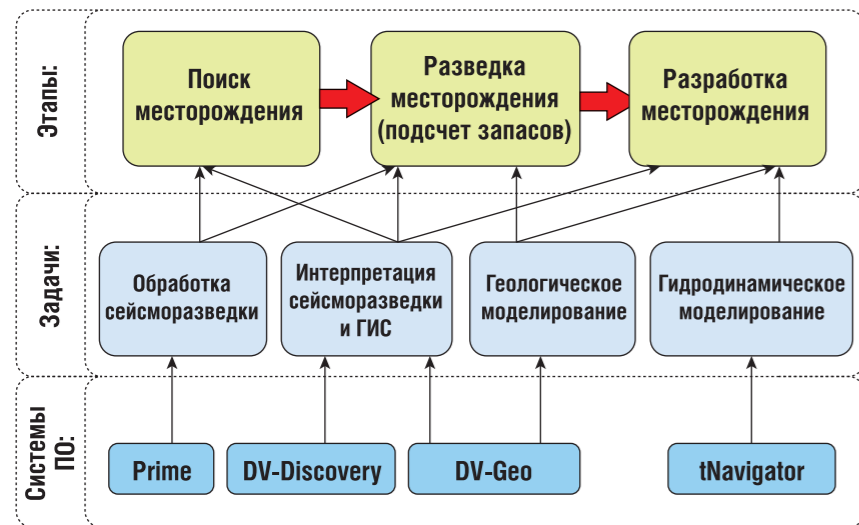 Этапы:
Поиск
месторождения
Разведка
месторождения
(подсчет запасов)
Разработка
месторождения
Задачи:
Обработка
сейсморазведки
Интерпретация
сейсморазведки
и ГИС
Геологическое
моделирование
Гидродинамическое
моделирование
Системы
ПО:
Prime
DV-Discovery
DV-Geo
tNavigator